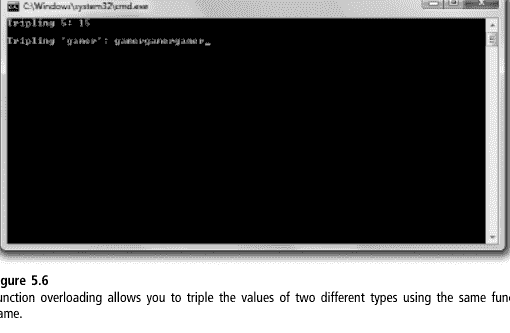 C:\Windows\system32\cmd.exe
Tripling 5: 15
Tripling 'gamer': gamergamergamer_
gure 5.6
unction overloading allows you to triple the values of two different types using the same func
ame.